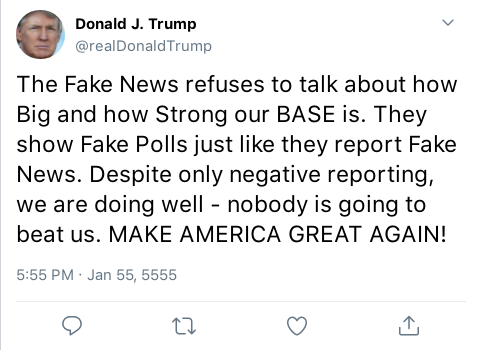 Donald J. Trump
@realDonaldTrump
The Fake News refuses to talk about how
Big and how Strong our BASE is. They
show Fake Polls just like they report Fake
News. Despite only negative reporting,
we are doing well - nobody is going to
beat us. MAKE AMERICA GREAT AGAIN!
5:55 PM · Jan 55, 5555